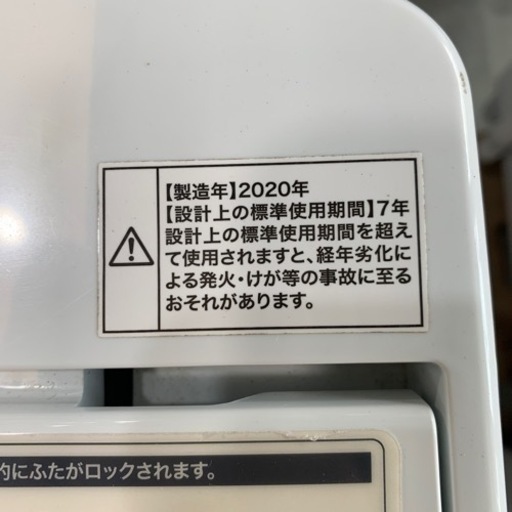 【製造年】2020年
【設計上の標準使用期間】7年
設計上の標準使用期間を超え
て使用されますと、経年劣化に
よる発火・けが等の事故に至る
おそれがあります。
的にふたがロックされます。